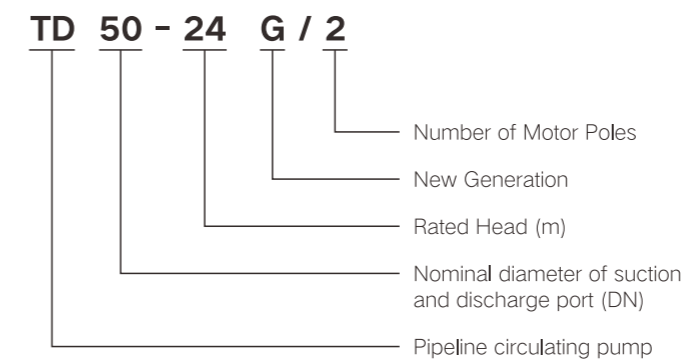 TD 50 - 24 G / 2
Number of Motor Poles
New Generation
Rated Head (m)
Nominal diameter of suction
and discharge port (DN)
Pipeline circulating pump